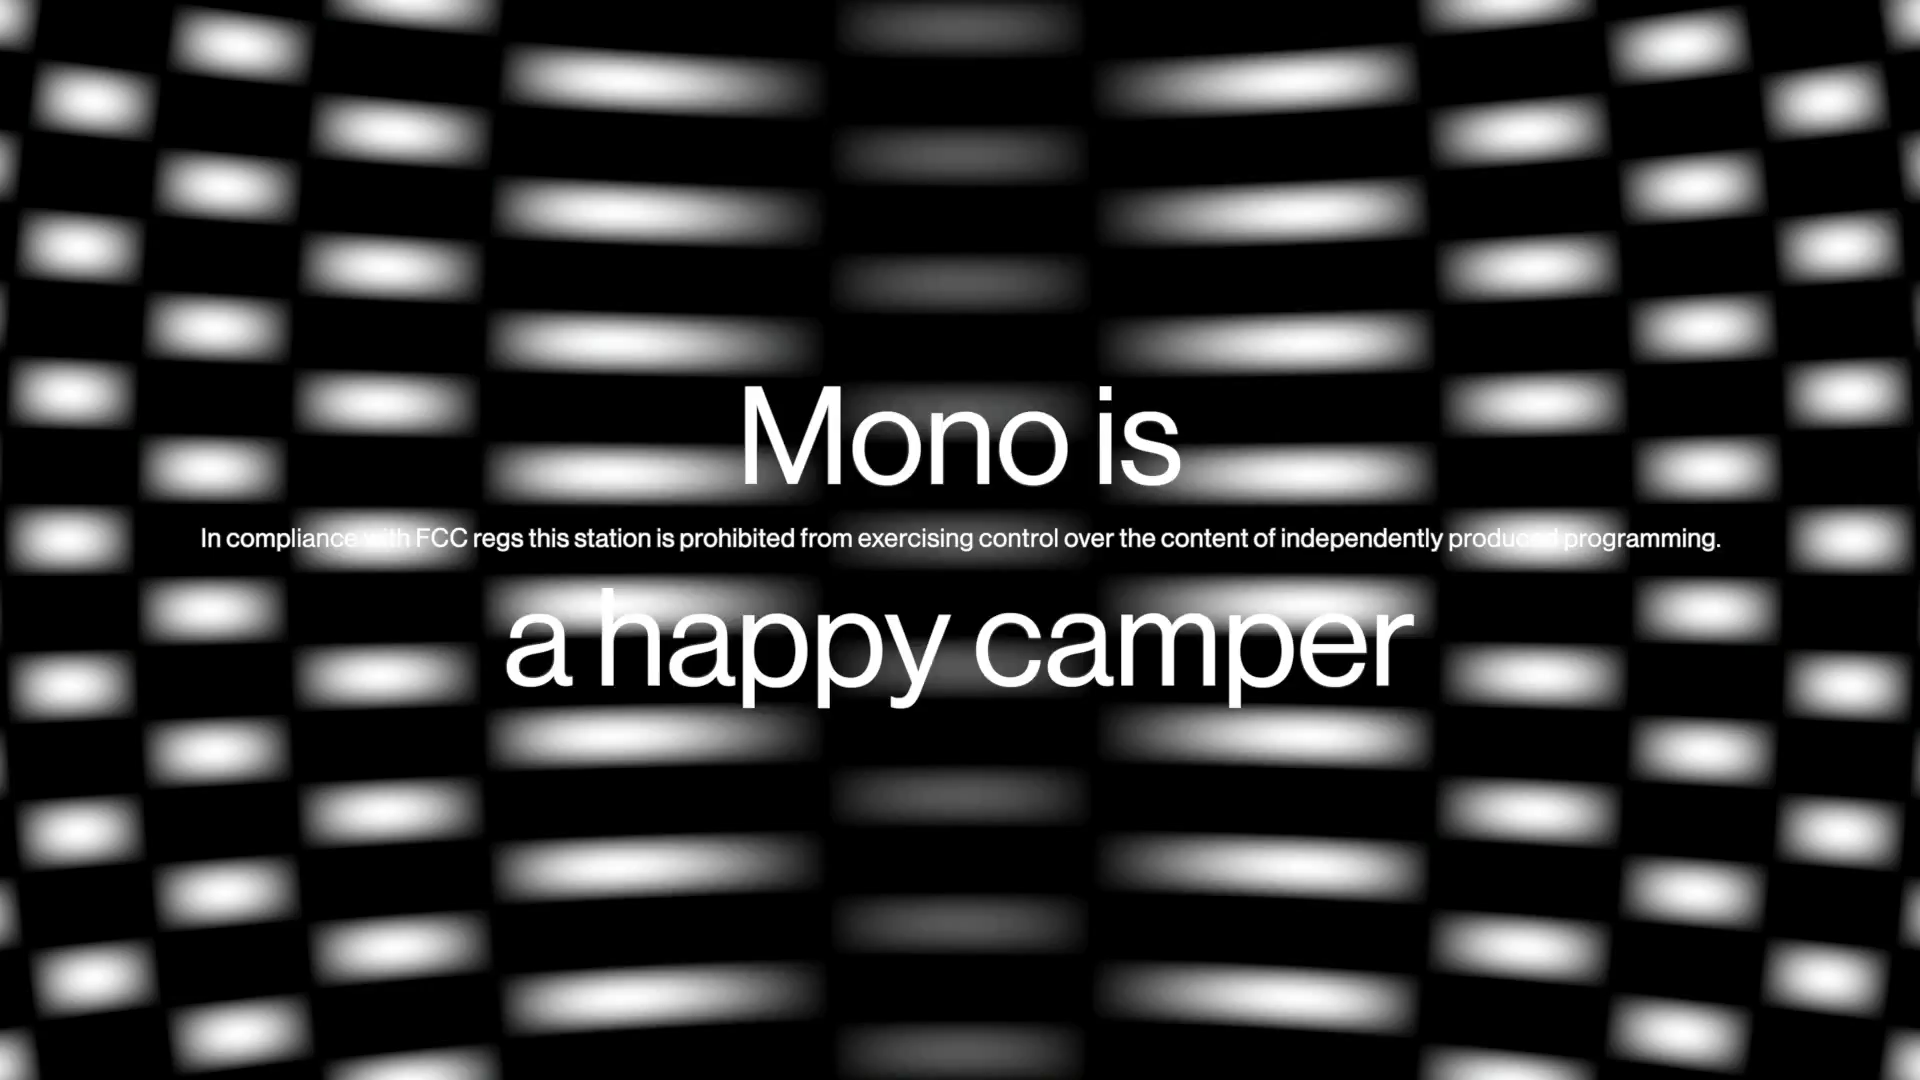 Mono is
In compliance with FCC regs this station is prohibited from exercising control over the content of independently produced programming.
a happy camper